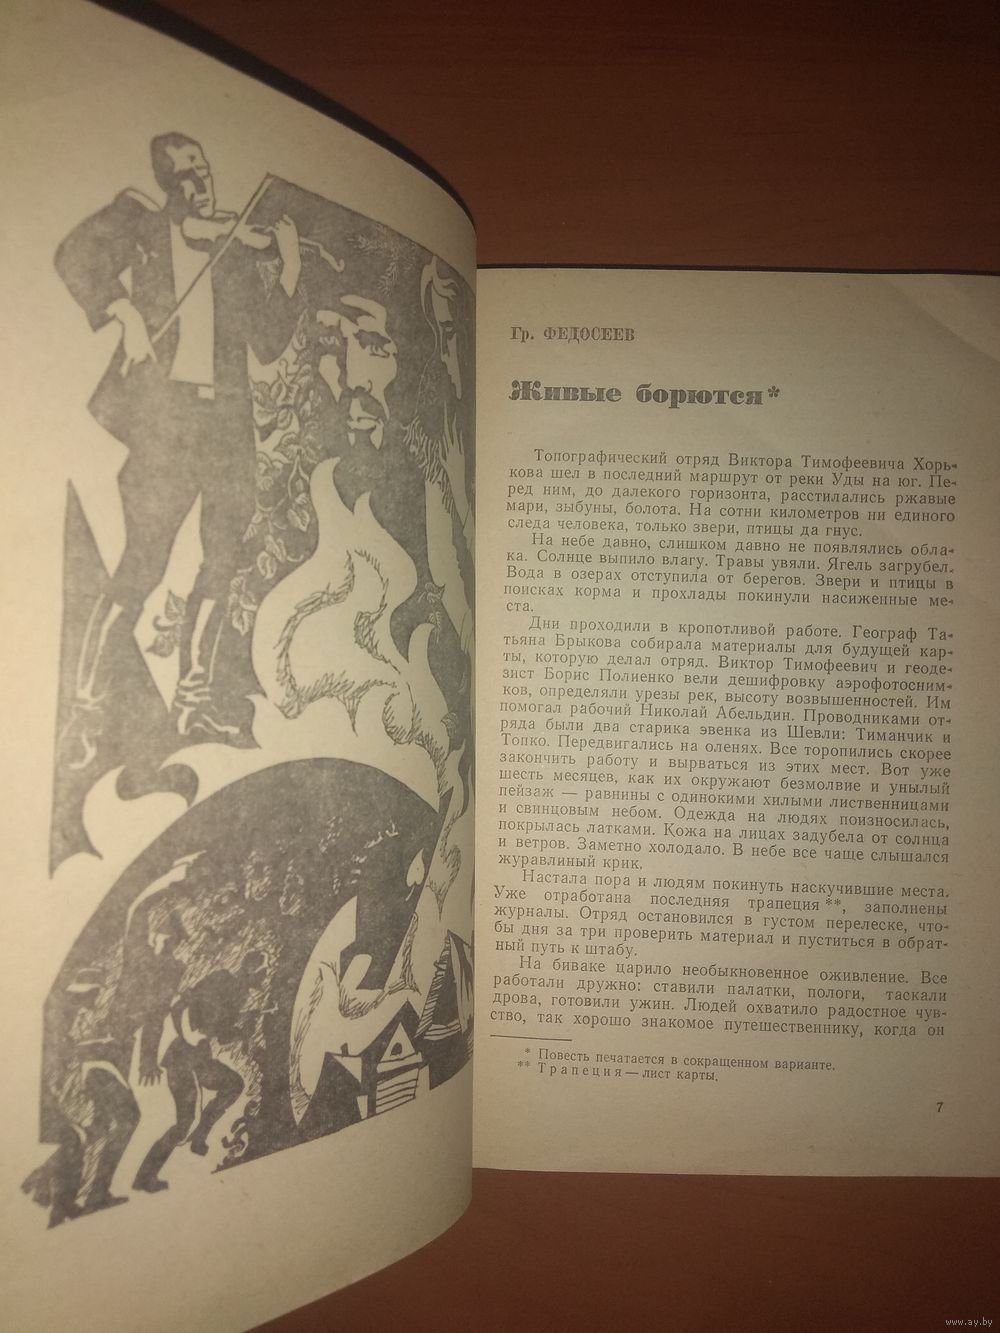 Гр. ФЕДОСЕЕВ
Живые борются*
Топографический отряд Виктора Тимофеевича Хорь-
кова шел в последний маршрут от реки Уды на юг. Пе-
ред ним, до далекого горизонта, расстилались ржавые
мари, зыбуны, болота. На сотни километров ни единого
следа человека, только звери, птицы да гнус.
На небе давно, слишком давно не появлялись обла-
ка. Солнце выпило влагу. Травы увяли. Ягель загрубел.
Вода в озерах отступила от берегов. Звери и птицы в
поисках корма и прохлады покинули насиженные ме-
ста.
Дни проходили в кропотливой работе. Географ Та-
тьяна Брыкова собирала материалы для будущей кар-
ты, которую делал отряд. Виктор Тимофеевич и геоде-
зист Борис Полиенко вели дешифровку аэрофотосним-
ков, определяли урезы рек, высоту возвышенностей. Им
помогал рабочий Николай Абельдин. Проводниками от-
ряда были два старика эвенка из Шевли: Тиманчик и
Топко. Передвигались на оленях. Все торопились скорее
закончить работу и вырваться из этих мест. Вот уже
шесть месяцев, как их окружают безмолвие и унылый
пейзаж — равнины с одинокими хилыми лиственницами
и свинцовым небом. Одежда на людях поизносилась,
покрылась латками. Кожа на лицах задубела от солнца
и ветров. Заметно холодало. В небе все чаще слышался
журавлиный крик.
Настала пора и людям покинуть наскучившие места.
Уже отработана последняя трапеция **, заполнены
журналы. Отряд остановился в густом перелеске, что-
бы дня за три проверить материал и пуститься в обрат-
ный путь к штабу.
На биваке царило необыкновенное оживление. Все
работали дружно: ставили палатки, пологи, таскали
дрова, готовили ужин. Людей охватило радостное чув-
ство, так хорошо знакомое путешественнику, когда он
* Повесть печатается в сокращенном варианте.
** Трапеция — лист карты.
7
www.ay.by